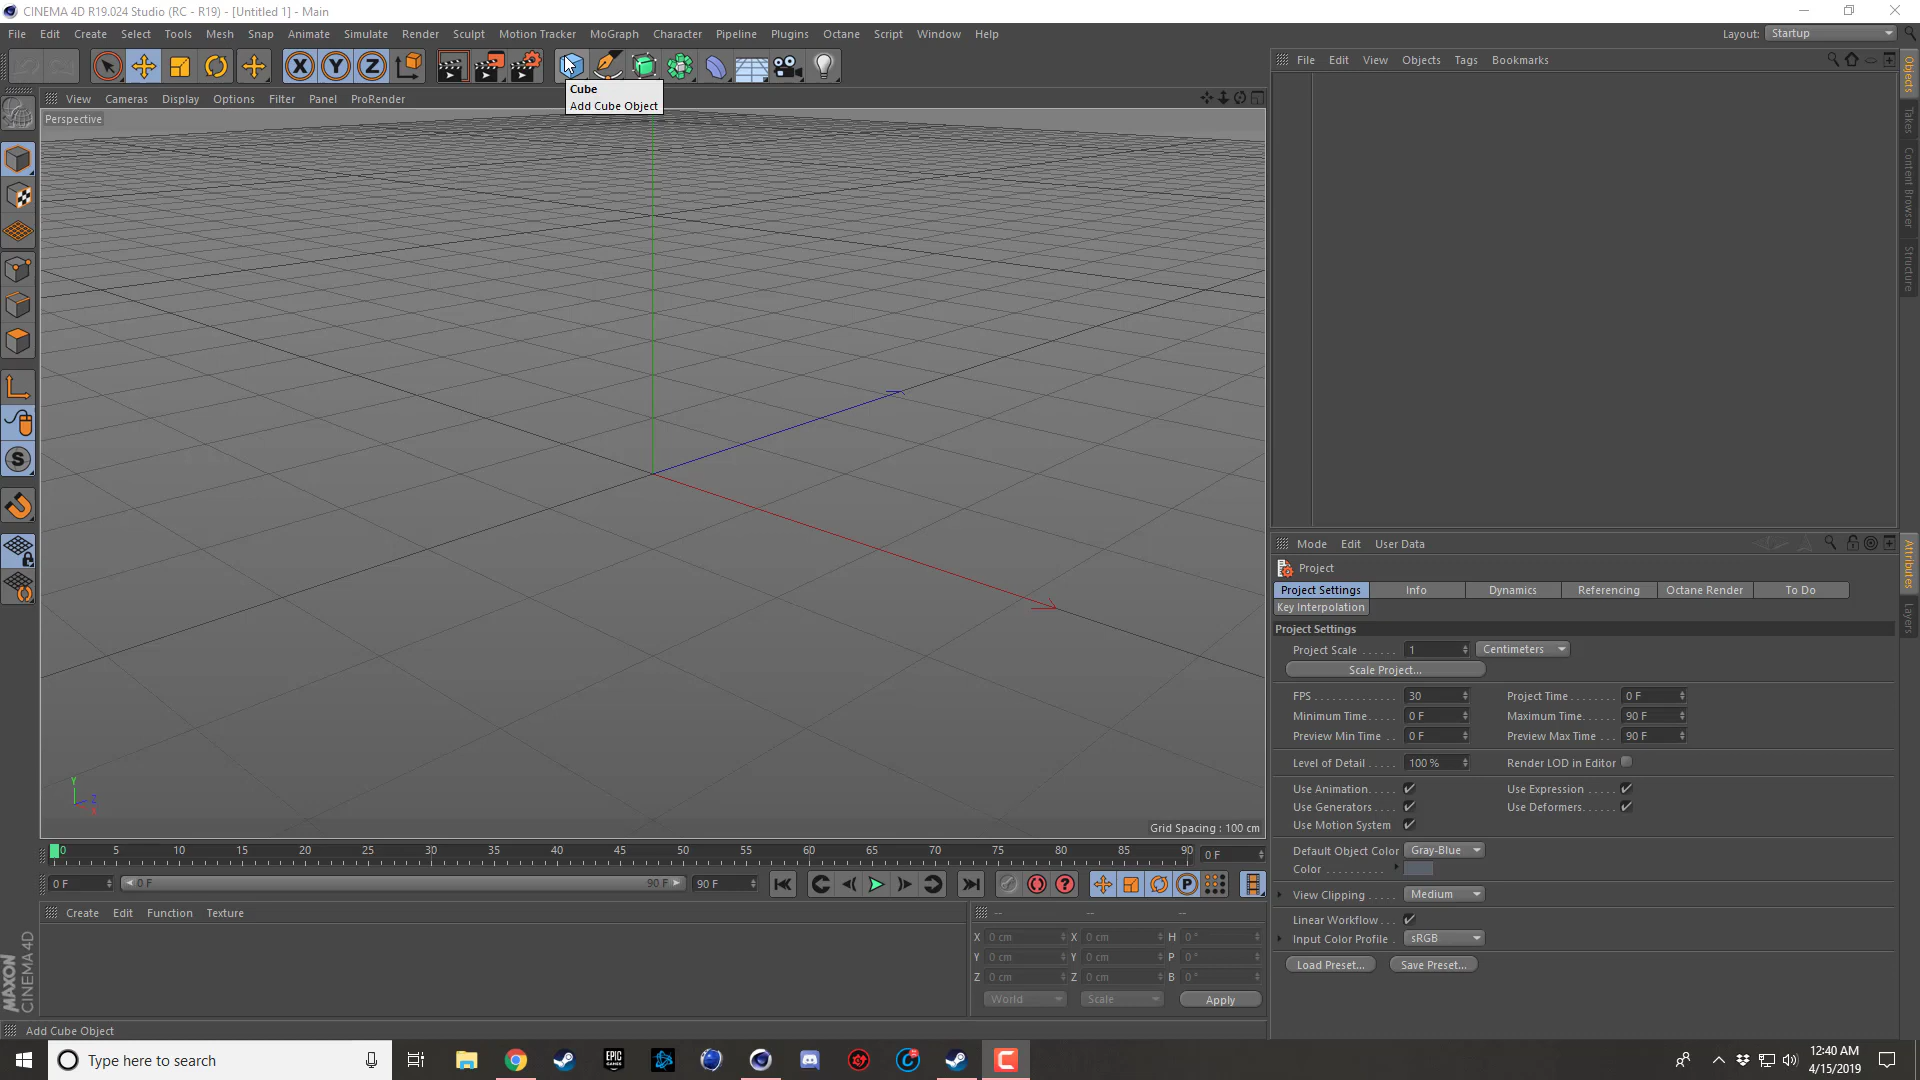 CINEMA 4D R19.024 Studio (RC - R19) - [Untitled 1] - Main
File Edit Create Select Tools Mesh Snap Animate Simulate Render Sculpt Motion Tracker MoGraph Character Pipeline Plugins Octane Script Window Help
Layout: Startup
Cube
Add Cube Object
View Cameras Display Options Filter Panel ProRender
Perspective
Grid Spacing : 100 cm
Y
Z
X
File Edit View Objects Tags Bookmarks
Objects
Takes
Content Browser
Structure
Mode Edit User Data
Project
Project Settings Info Dynamics Referencing Octane Render To Do
Key Interpolation
Project Settings
Project Scale 1 Centimeters
Scale Project...
FPS 30 Project Time 0 F
Minimum Time 0 F Maximum Time 90 F
Preview Min Time 0 F Preview Max Time 90 F
Level of Detail 100 % Render LOD in Editor
Use Animation Use Expression
Use Generators Use Deformers
Use Motion System
Default Object Color Gray-Blue
Color
View Clipping Medium
Linear Workflow
Input Color Profile sRGB
Load Preset... Save Preset...
Attributes
Layers
0 5 10 15 20 25 30 35 40 45 50 55 60 65 70 75 80 85 90 0 F
0 F 0 F 90 F 90 F
Create Edit Function Texture
-- -- --
X 0 cm X 0 cm H 0 °
Y 0 cm Y 0 cm P 0 °
Z 0 cm Z 0 cm B 0 °
World Scale Apply
MAXON
CINEMA 4D
Add Cube Object
Type here to search
EPIC GAMES
12:40 AM
4/15/2019